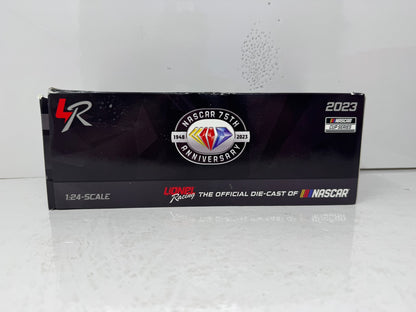 LR
2023
NASCAR
CUP SERIES
NASCAR 75TH
1948 2023
ANNIVERSARY
1:24-SCALE
LIONEL Racing THE OFFICIAL DIE-CAST OF NASCAR